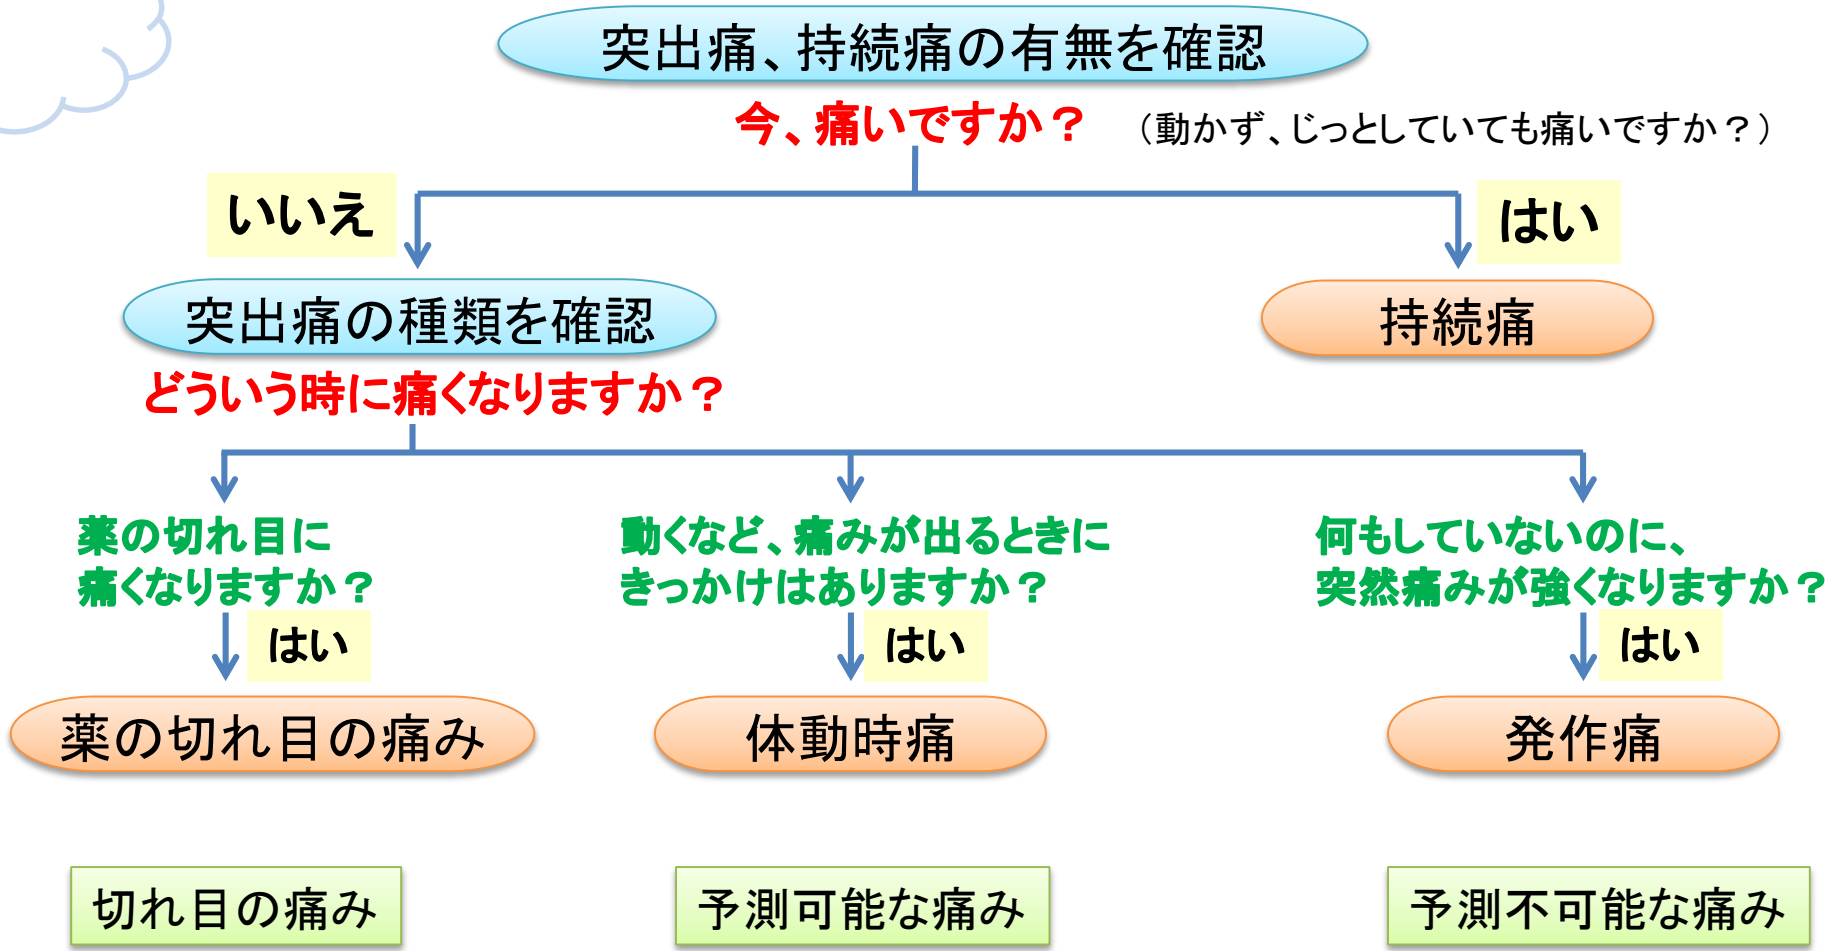 突出痛、持続痛の有無を確認
今、痛いですか？ （動かず、じっとしていても痛いですか？）
いいえ
はい
突出痛の種類を確認
持続痛
どういう時に痛くなりますか？
薬の切れ目に
痛くなりますか？
動くなど、痛みが出るときに
きっかけはありますか？
何もしていないのに、
突然痛みが強くなりますか？
はい
はい
はい
薬の切れ目の痛み
体動時痛
発作痛
切れ目の痛み
予測可能な痛み
予測不可能な痛み